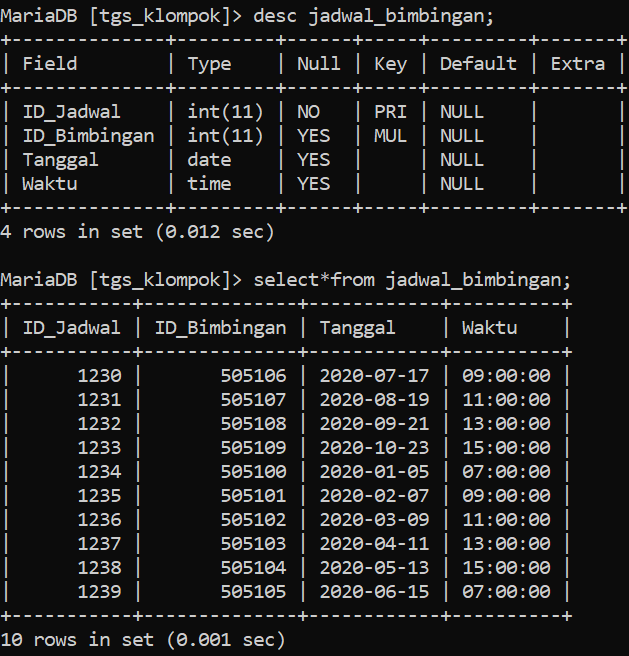 MariaDB [tgs_klompok]> desc jadwal_bimbingan;
+--------------+---------+------+-----+---------+-------+
| Field        | Type    | Null | Key | Default | Extra |
+--------------+---------+------+-----+---------+-------+
| ID_Jadwal    | int(11) | NO   | PRI | NULL    |       |
| ID_Bimbingan | int(11) | YES  | MUL | NULL    |       |
| Tanggal      | date    | YES  |     | NULL    |       |
| Waktu        | time    | YES  |     | NULL    |       |
+--------------+---------+------+-----+---------+-------+
4 rows in set (0.012 sec)

MariaDB [tgs_klompok]> select*from jadwal_bimbingan;
+-----------+--------------+------------+----------+
| ID_Jadwal | ID_Bimbingan | Tanggal    | Waktu    |
+-----------+--------------+------------+----------+
|      1230 |       505106 | 2020-07-17 | 09:00:00 |
|      1231 |       505107 | 2020-08-19 | 11:00:00 |
|      1232 |       505108 | 2020-09-21 | 13:00:00 |
|      1233 |       505109 | 2020-10-23 | 15:00:00 |
|      1234 |       505100 | 2020-01-05 | 07:00:00 |
|      1235 |       505101 | 2020-02-07 | 09:00:00 |
|      1236 |       505102 | 2020-03-09 | 11:00:00 |
|      1237 |       505103 | 2020-04-11 | 13:00:00 |
|      1238 |       505104 | 2020-05-13 | 15:00:00 |
|      1239 |       505105 | 2020-06-15 | 07:00:00 |
+-----------+--------------+------------+----------+
10 rows in set (0.001 sec)